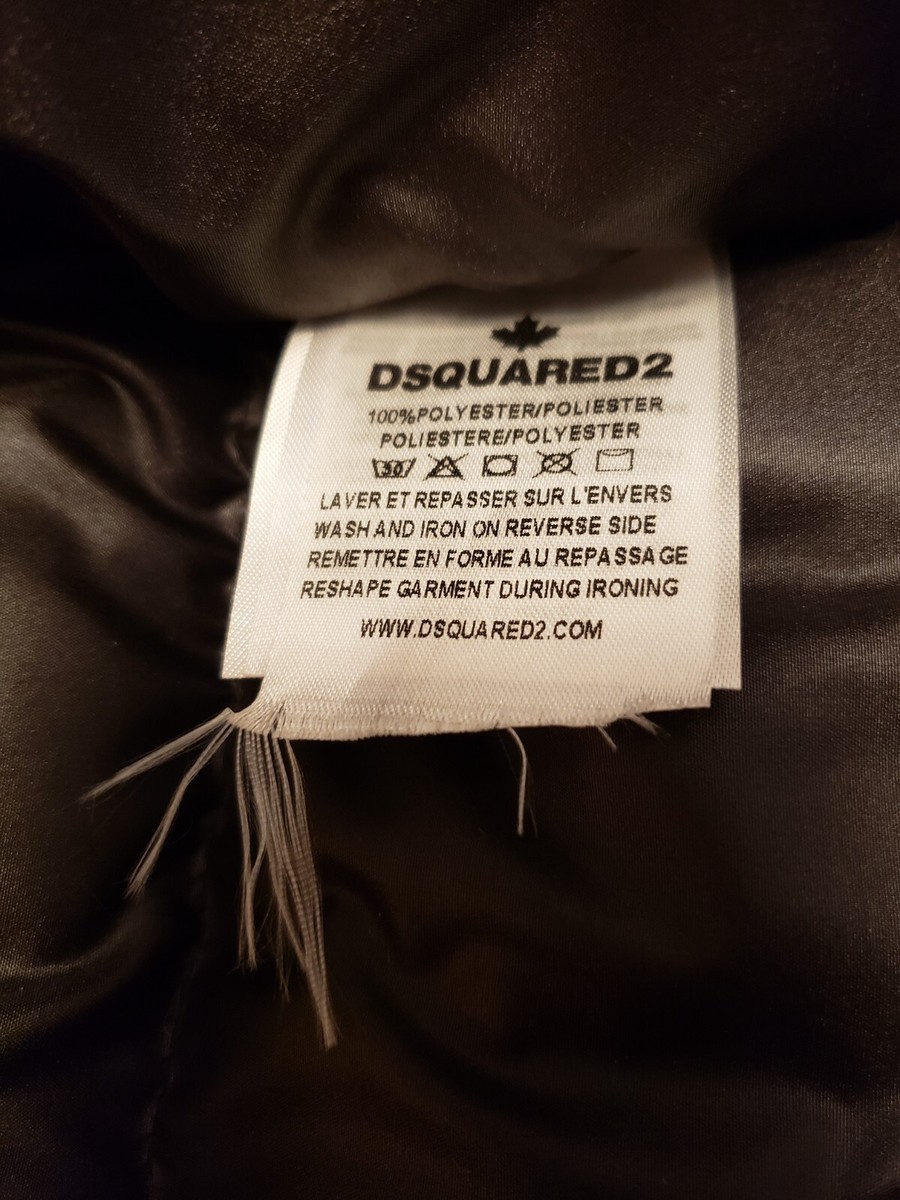 DSQUARED2
100%POLYESTER/POLIESTER
POLIESTERE/POLYESTER
30
LAVER ET REPASSER SUR L'ENVERS
WASH AND IRON ON REVERSE SIDE
REMETTRE EN FORME AU REPASSAGE
RESHAPE GARMENT DURING IRONING
WWW.DSQUARED2.COM